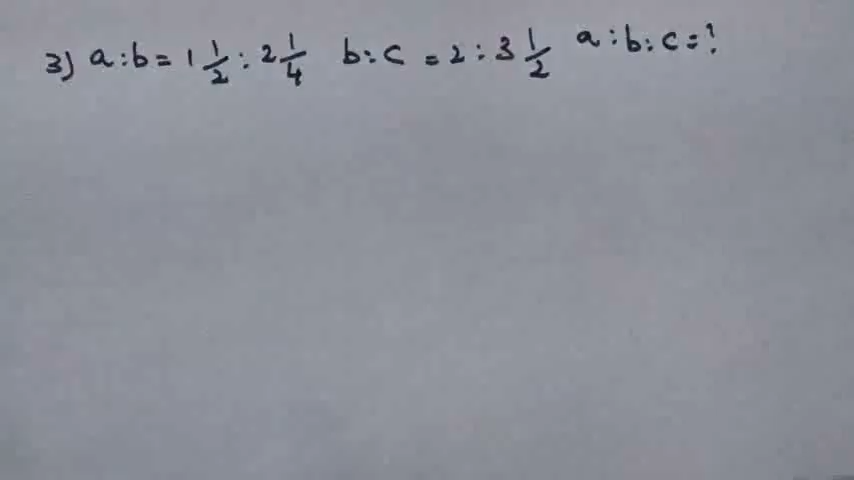 3) a:b = 1 1/2 : 2 1/4 b:c = 2 : 3 1/2 a:b:c = ?